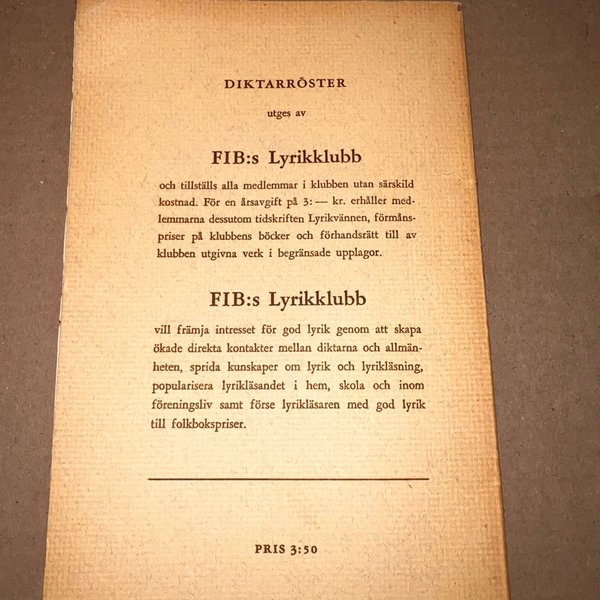 DIKTARRÖSTER
utges av
FIB:s Lyrikklubb
och tillställs alla medlemmar i klubben utan särskild
kostnad. För en årsavgift på 3: — kr. erhåller med-
lemmarna dessutom tidskriften Lyrikvännen, förmåns-
priser på klubbens böcker och förhandsrätt till av
klubben utgivna verk i begränsade upplagor.
FIB:s Lyrikklubb
vill främja intresset för god lyrik genom att skapa
ökade direkta kontakter mellan diktarna och allmän-
heten, sprida kunskaper om lyrik och lyrikläsning,
popularisera lyrikläsandet i hem, skola och inom
föreningsliv samt förse lyrikläsaren med god lyrik
till folkbokspriser.
PRIS 3:50